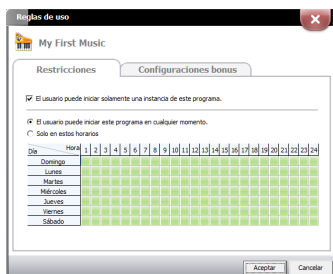 Reglas de uso
My First Music
Restricciones
Configuraciones bonus
El usuario puede iniciar solamente una instancia de este programa.
El usuario puede iniciar este programa en cualquier momento.
Solo en estos horarios
Día Hora 1 2 3 4 5 6 7 8 9 10 11 12 13 14 15 16 17 18 19 20 21 22 23 24
Domingo
Lunes
Martes
Miércoles
Jueves
Viernes
Sábado
Aceptar Cancelar